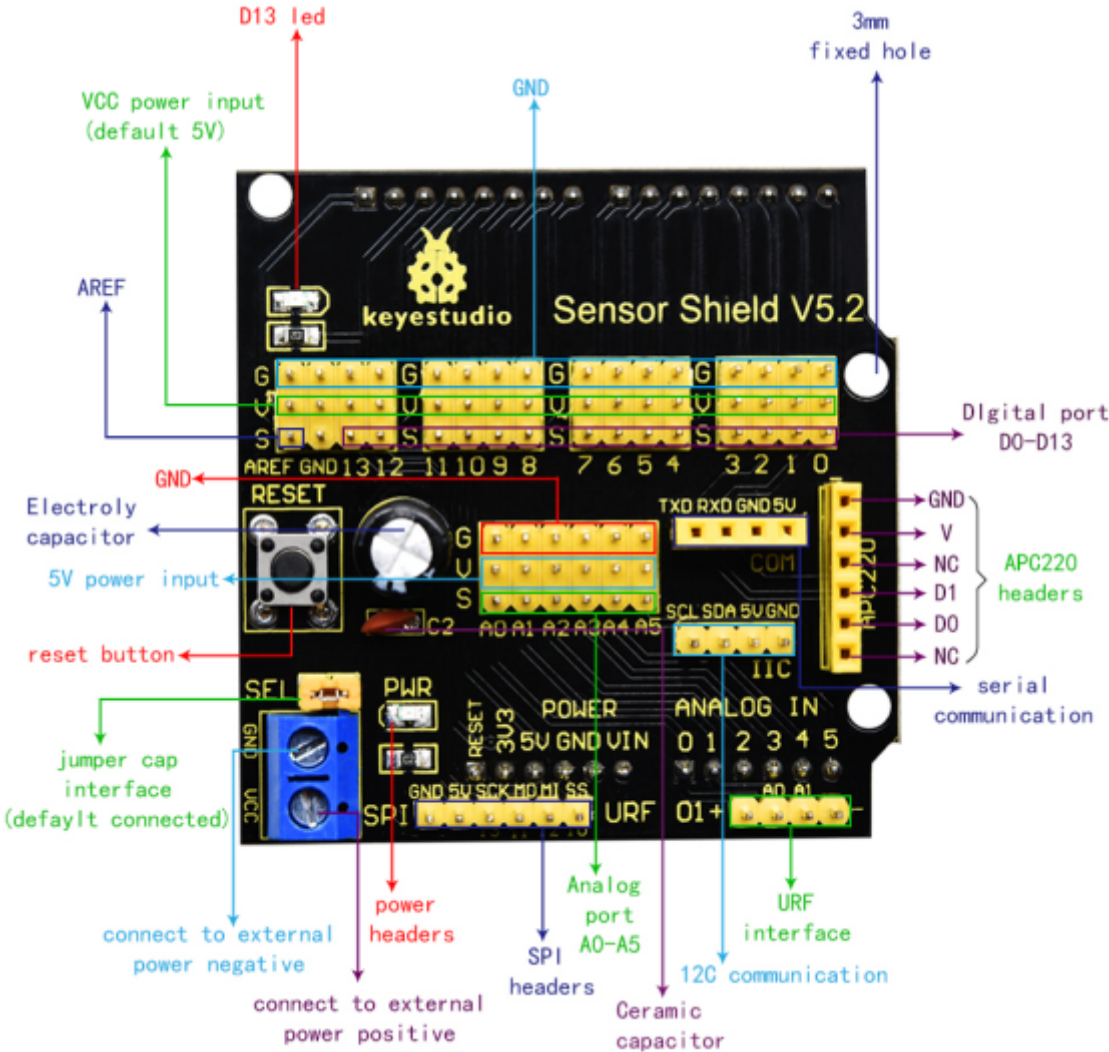 D13 led
3mm
fixed hole
VCC power input
(default 5V)
GND
AREF
keyestudio
Sensor Shield V5.2
G G G G
V V V V
S S S S
DIgital port
D0-D13
AREF GND 13 12 11 10 9 8 7 6 5 4 3 2 1 0
GND
RESET
TXD RXD GND 5V
COM
Electroly
capacitor
G
V
S
5V power input
A0 A1 A2 A3 A4 A5
C2
SCL SDA 5V GND
IIC
APC220
GND
V
NC
D1
D0
NC
APC220
headers
reset button
serial
communication
SEL
PWR
POWER
ANALOG IN
RESET
3V3
5V GND VIN
0 1 2 3 4 5
GND
VCC
jumper cap
interface
(defaylt connected)
GND 5V SCK MO MI SS
SPI
URF
01+
A0 A1
-
connect to external
power negative
power
headers
Analog
port
A0-A5
URF
interface
SPI
headers
12C communication
connect to external
power positive
Ceramic
capacitor